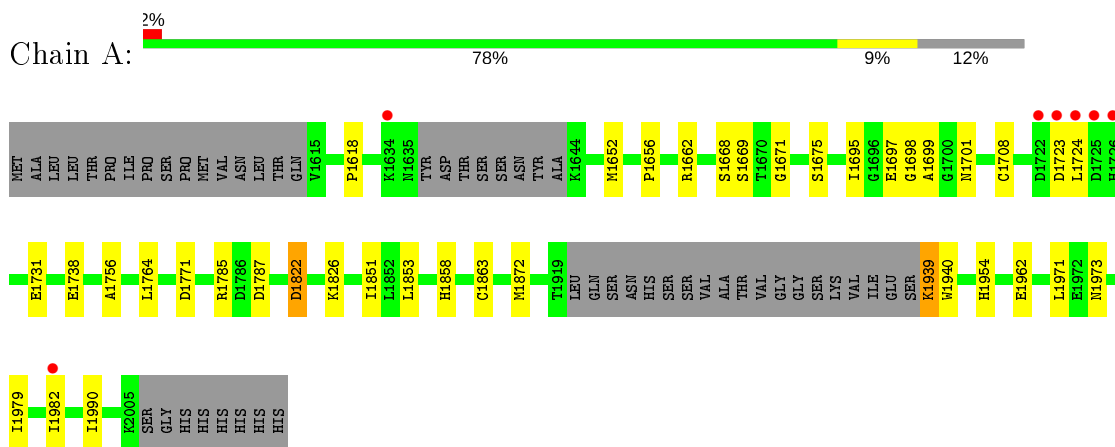 2%
Chain A:
78% 9% 12%
MET ALA LEU LEU THR PRO ILE PRO SER PRO MET VAL ASN LEU THR GLN V1615 P1618 K1634 N1635 TYR ASP THR SER SER ASN TYR ALA K1644 M1652 P1656 R1662 S1668 S1669 T1670 G1671 S1675 I1695 G1696 E1697 G1698 A1699 G1700 N1701 C1708 D1722 D1723 L1724 D1725 H1726
E1731 E1738 A1756 L1764 D1771 R1785 D1786 D1787 D1822 K1826 I1851 L1852 L1853 H1858 C1863 M1872 T1919 LEU GLN SER ASN HIS SER SER VAL ALA THR VAL GLY GLY SER LYS VAL ILE GLU SER K1939 W1940 H1954 E1962 L1971 E1972 N1973
I1979 I1982 I1990 K2005 SER GLY HIS HIS HIS HIS HIS HIS